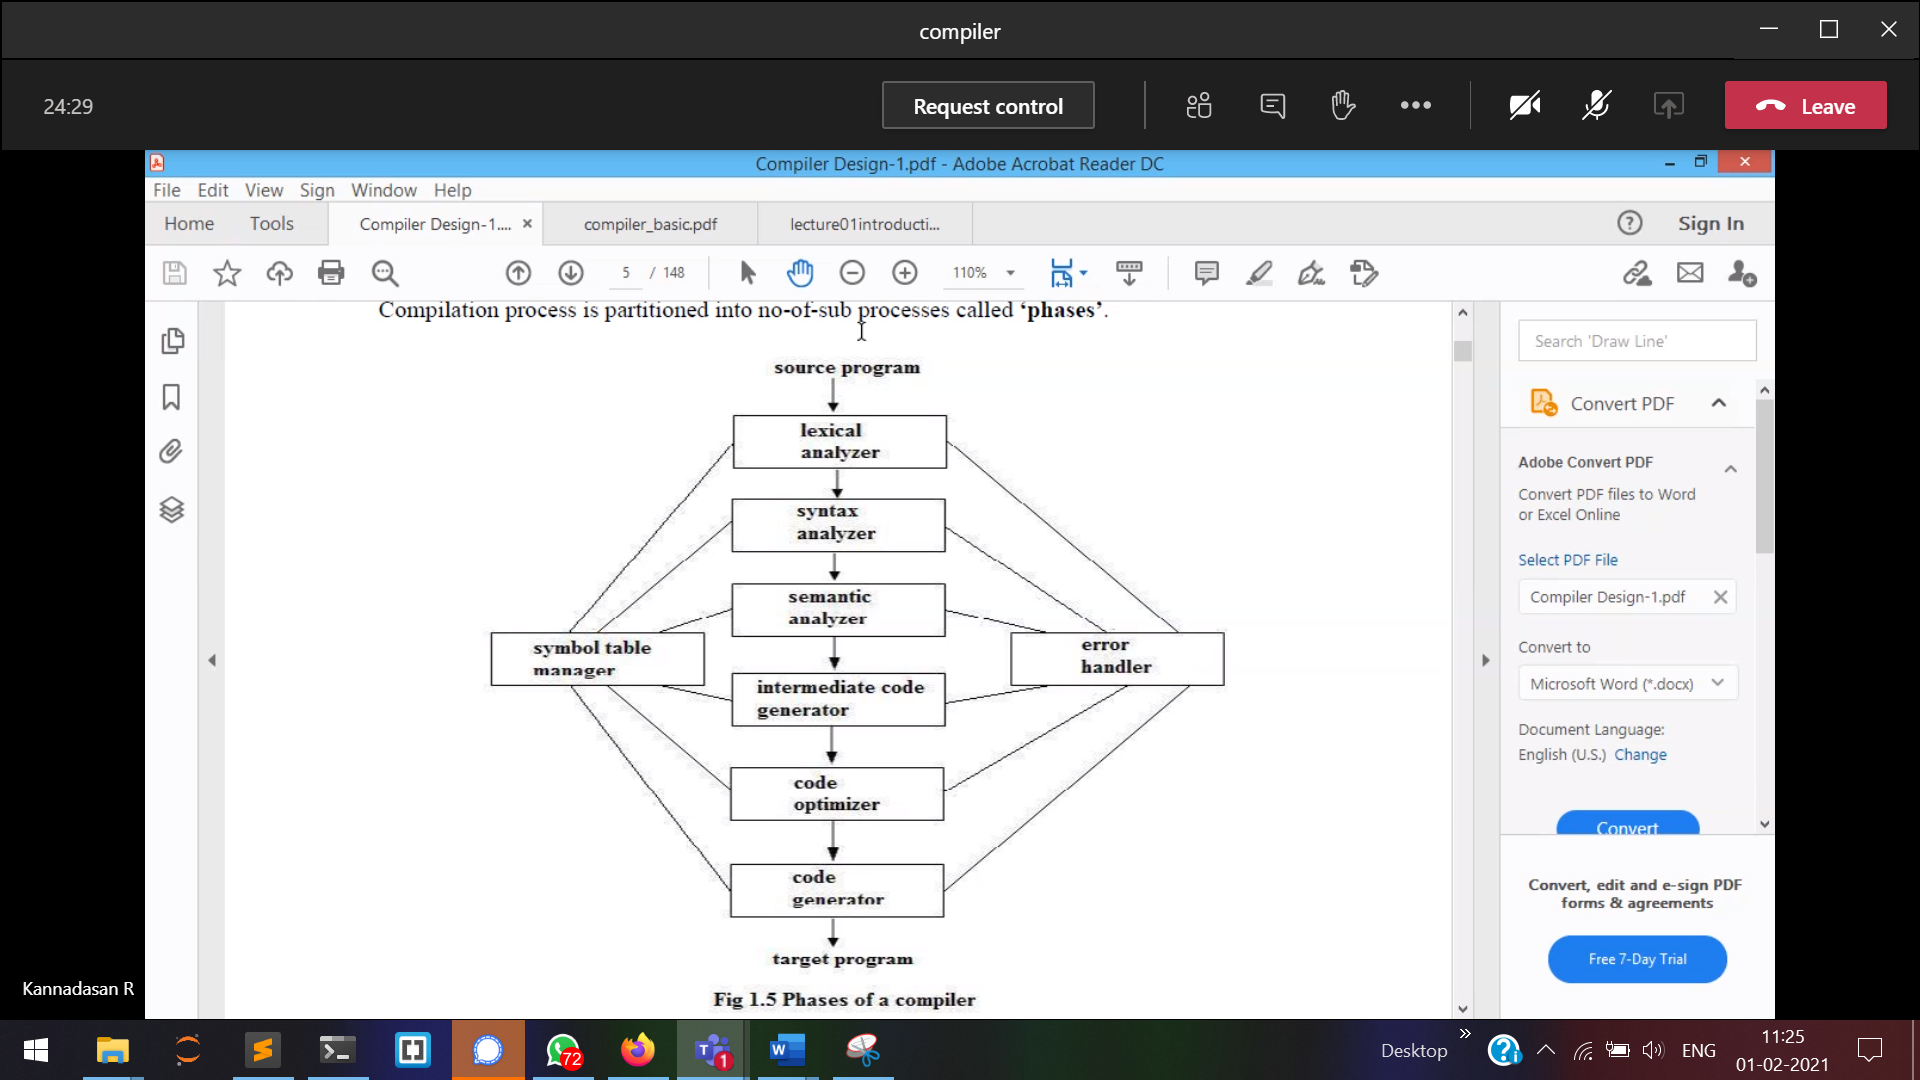 compiler
24:29
Request control
Leave
Compiler Design-1.pdf - Adobe Acrobat Reader DC
File Edit View Sign Window Help
Home Tools Compiler Design-1.... × compiler_basic.pdf lecture01introducti... Sign In
5 / 148 110%
Compilation process is partitioned into no-of-sub processes called ‘phases’.
source program
lexical
analyzer
syntax
analyzer
semantic
analyzer
symbol table
manager
error
handler
intermediate code
generator
code
optimizer
code
generator
target program
Fig 1.5 Phases of a compiler
Search 'Draw Line'
Convert PDF
Adobe Convert PDF
Convert PDF files to Word
or Excel Online
Select PDF File
Compiler Design-1.pdf
Convert to
Microsoft Word (*.docx)
Document Language:
English (U.S.) Change
Convert
Convert, edit and e-sign PDF
forms & agreements
Free 7-Day Trial
Kannadasan R
72
1
Desktop
ENG
11:25
01-02-2021